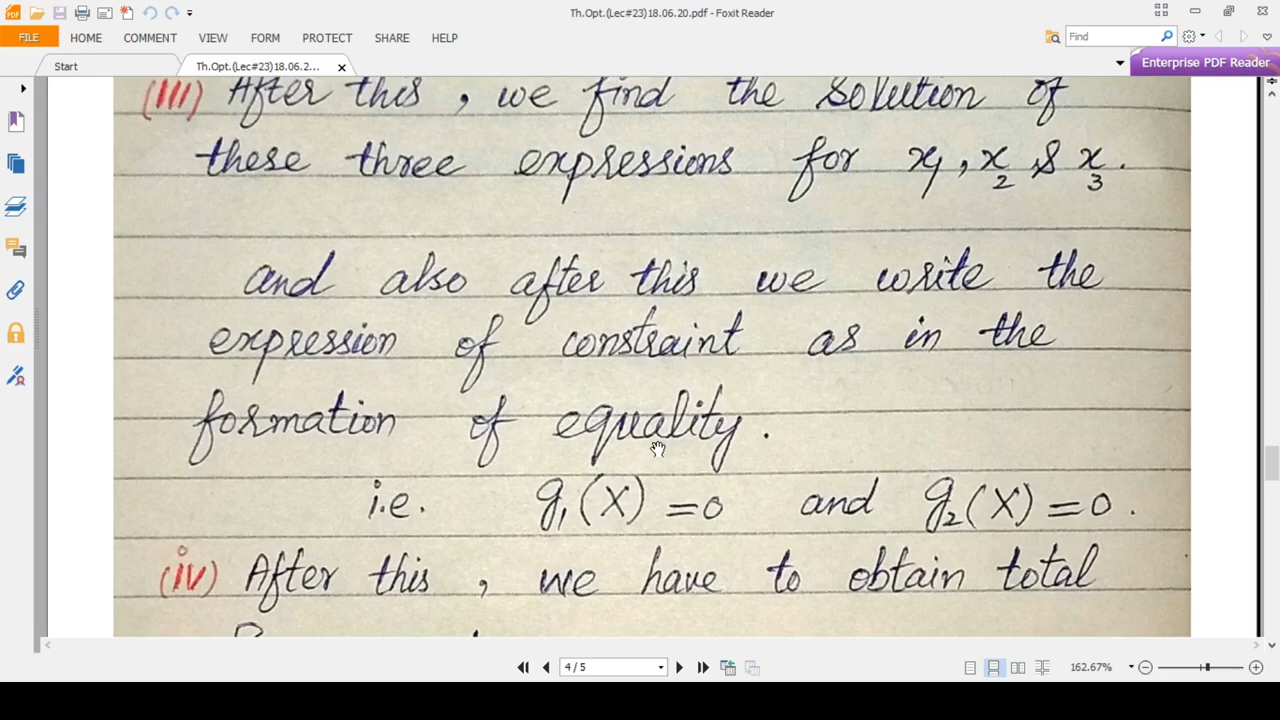 Th.Opt.(Lec#23)18.06.20.pdf - Foxit Reader
FILE HOME COMMENT VIEW FORM PROTECT SHARE HELP Find
Start Th.Opt.(Lec#23)18.06.2... Enterprise PDF Reader
(III) After this , we find the solution of
these three expressions for x1 , x2 & x3 .
and also after this we write the
expression of constraint as in the
formation of equality .
i.e. g1(X) = 0 and g2(X) = 0 .
(iv) After this , we have to obtain total
4 / 5 162.67%